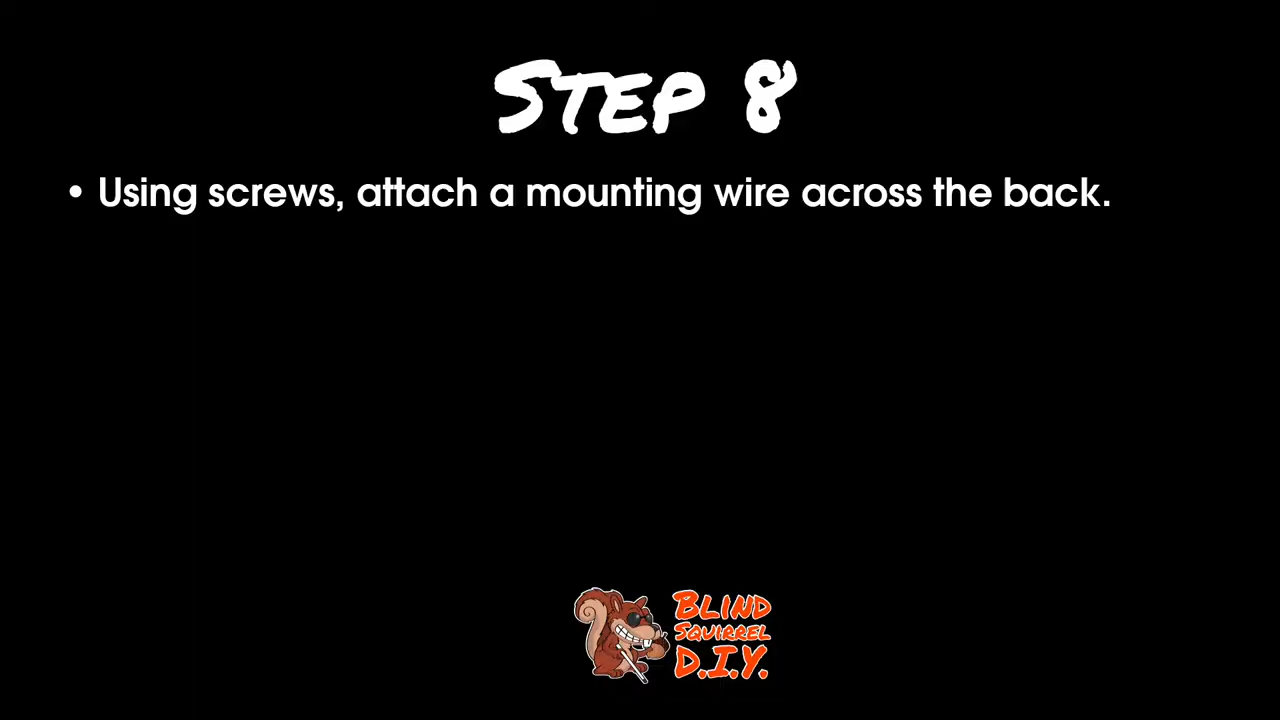 Step 8
• Using screws, attach a mounting wire across the back.
Blind
Squirrel
D.I.Y.